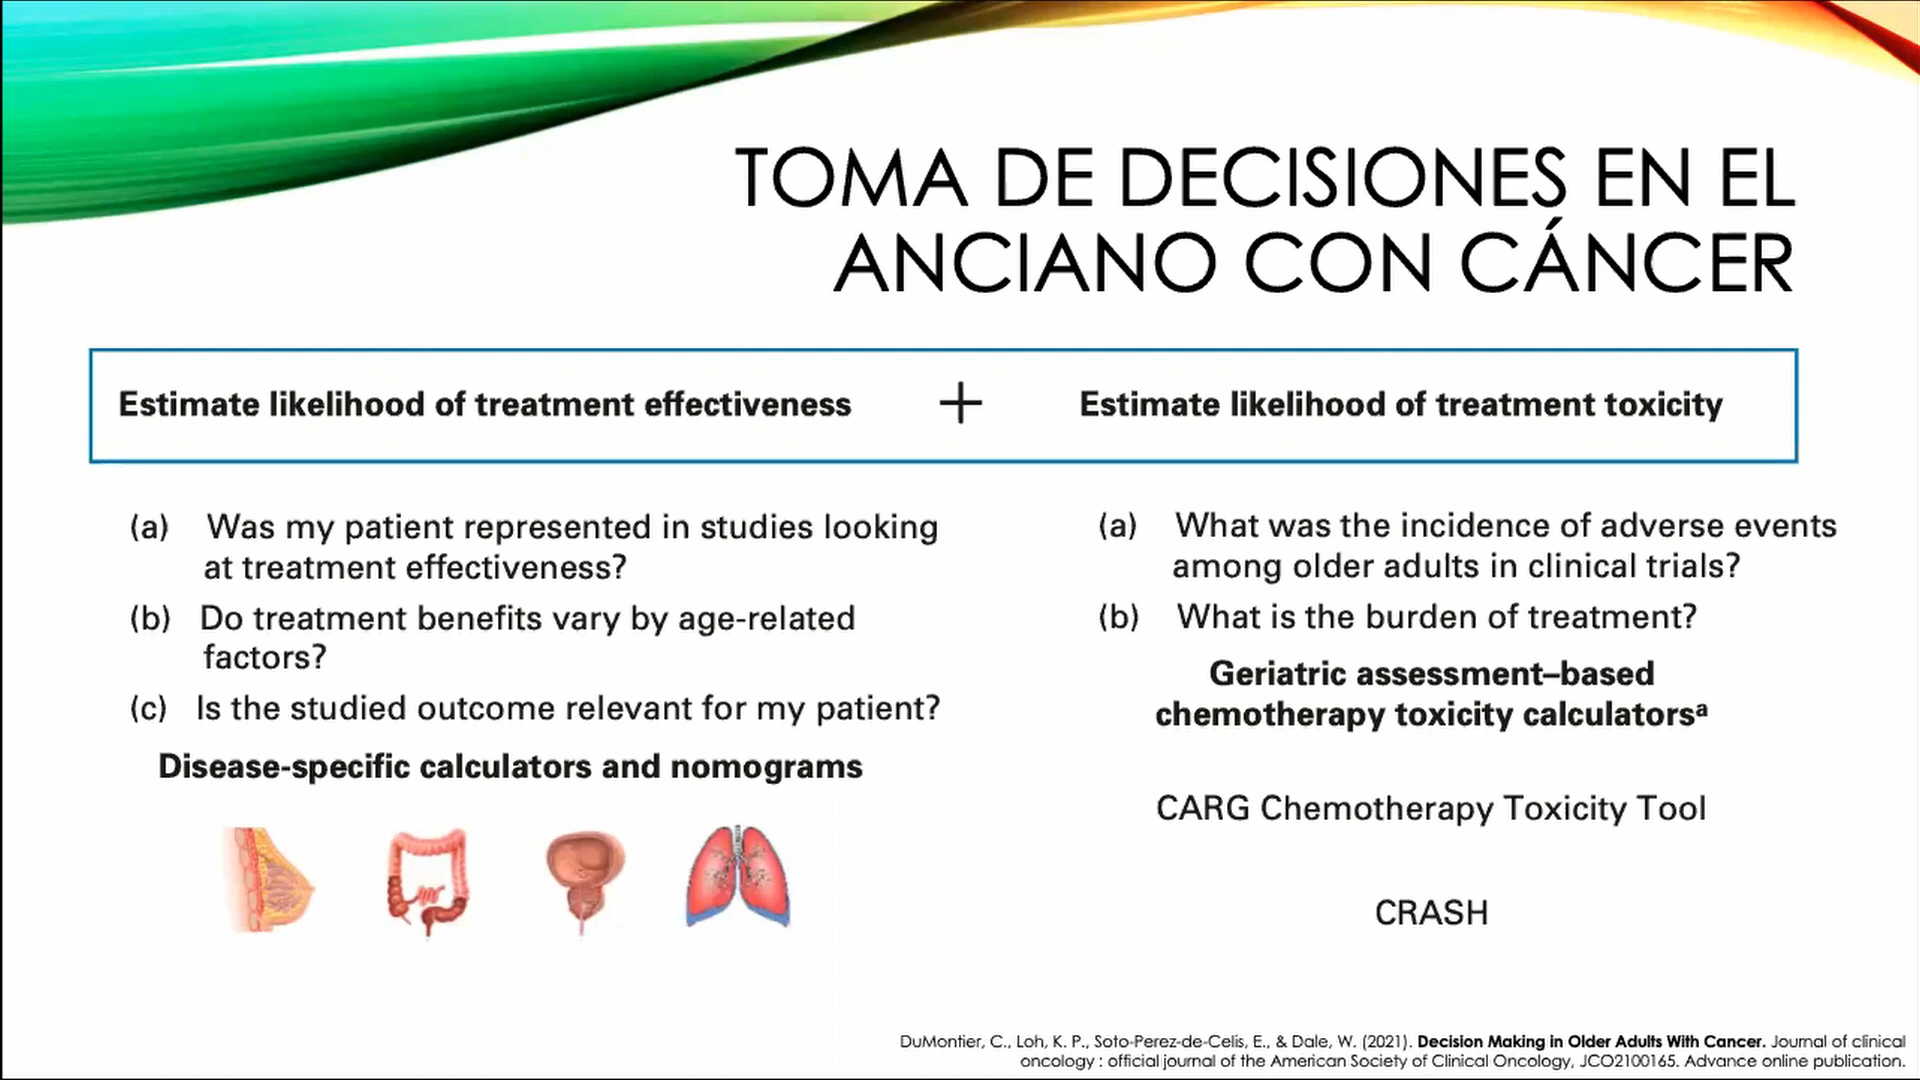 TOMA DE DECISIONES EN EL
ANCIANO CON CÁNCER
Estimate likelihood of treatment effectiveness + Estimate likelihood of treatment toxicity
(a) Was my patient represented in studies looking
at treatment effectiveness?
(b) Do treatment benefits vary by age-related
factors?
(c) Is the studied outcome relevant for my patient?
Disease-specific calculators and nomograms
(a) What was the incidence of adverse events
among older adults in clinical trials?
(b) What is the burden of treatment?
Geriatric assessment–based
chemotherapy toxicity calculatorsª
CARG Chemotherapy Toxicity Tool
CRASH
DuMontier, C., Loh, K. P., Soto-Perez-de-Celis, E., & Dale, W. (2021). Decision Making in Older Adults With Cancer. Journal of clinical
oncology : official journal of the American Society of Clinical Oncology, JCO2100165. Advance online publication.